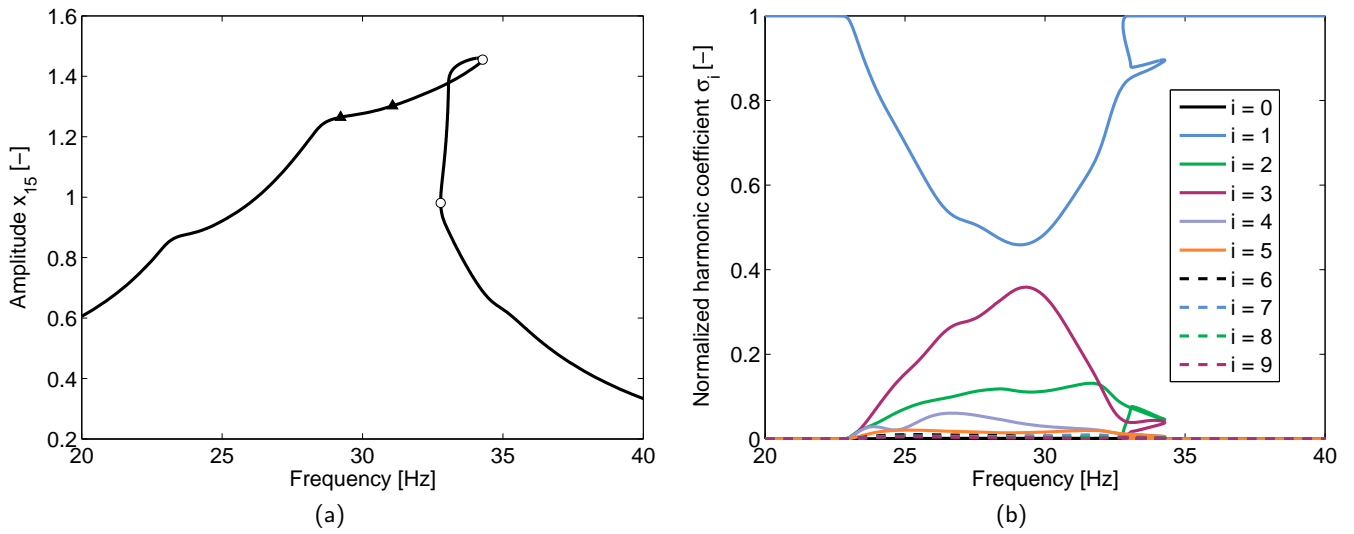 1.6
1.4
1.2
1
0.8
0.6
0.4
0.2
20
25
30
35
40
Amplitude x_15 [–]
Frequency [Hz]
(a)
1
0.8
0.6
0.4
0.2
0
20
25
30
35
40
Normalized harmonic coefficient σ_i [–]
Frequency [Hz]
i = 0
i = 1
i = 2
i = 3
i = 4
i = 5
i = 6
i = 7
i = 8
i = 9
(b)